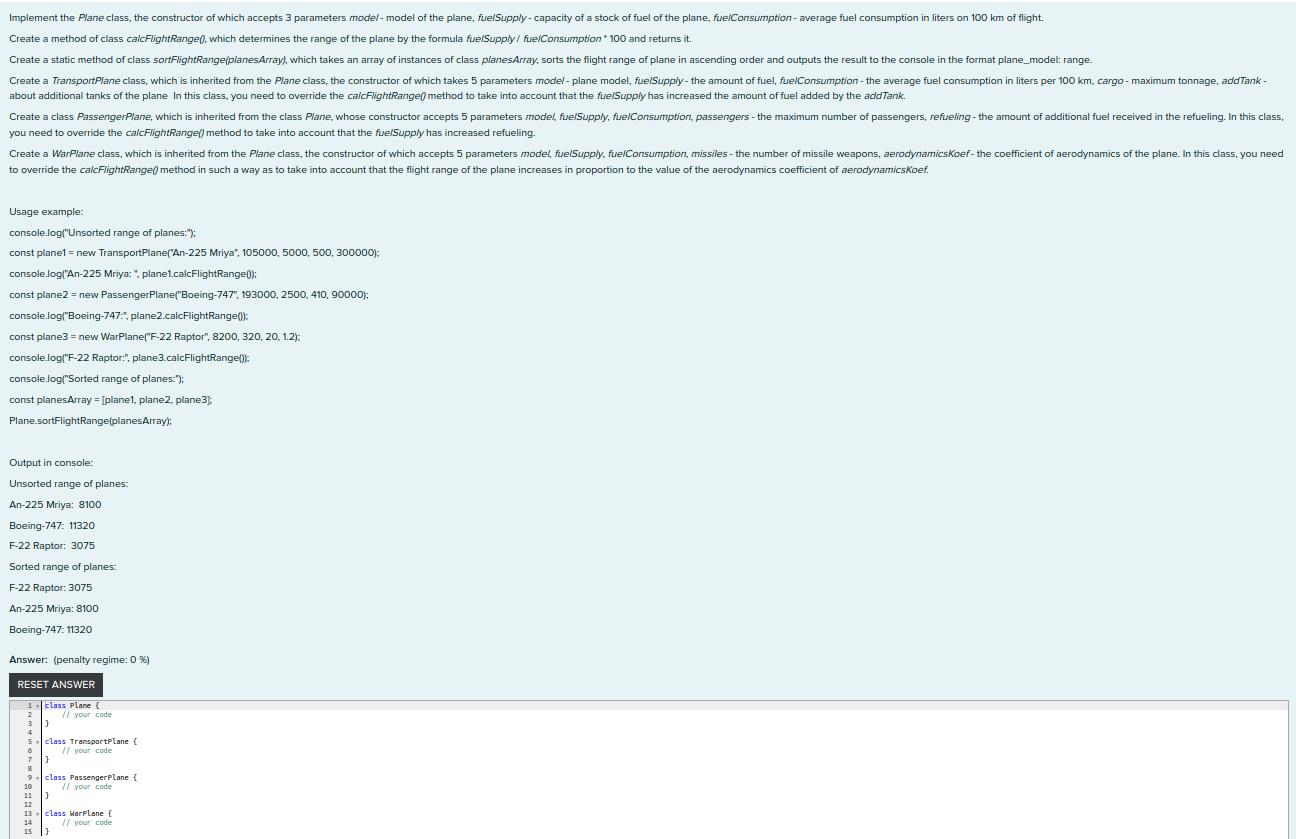 Implement the Plane class, the constructor of which accepts 3 parameters model - model of the plane, fuelSupply - capacity of a stock of fuel of the plane, fuelConsumption - average fuel consumption in liters on 100 km of flight.
Create a method of class calcFlightRange(), which determines the range of the plane by the formula fuelSupply / fuelConsumption * 100 and returns it.
Create a static method of class sortFlightRange(planesArray), which takes an array of instances of class planesArray, sorts the flight range of plane in ascending order and outputs the result to the console in the format plane_model: range.
Create a TransportPlane class, which is inherited from the Plane class, the constructor of which takes 5 parameters model - plane model, fuelSupply - the amount of fuel, fuelConsumption - the average fuel consumption in liters per 100 km, cargo - maximum tonnage, addTank -
about additional tanks of the plane  In this class, you need to override the calcFlightRange() method to take into account that the fuelSupply has increased the amount of fuel added by the addTank.
Create a class PassengerPlane, which is inherited from the class Plane, whose constructor accepts 5 parameters model, fuelSupply, fuelConsumption, passengers - the maximum number of passengers, refueling - the amount of additional fuel received in the refueling. In this class,
you need to override the calcFlightRange() method to take into account that the fuelSupply has increased refueling.
Create a WarPlane class, which is inherited from the Plane class, the constructor of which accepts 5 parameters model, fuelSupply, fuelConsumption, missiles - the number of missile weapons, aerodynamicsKoef - the coefficient of aerodynamics of the plane. In this class, you need
to override the calcFlightRange() method in such a way as to take into account that the flight range of the plane increases in proportion to the value of the aerodynamics coefficient of aerodynamicsKoef.
Usage example:
console.log("Unsorted range of planes:");
const plane1 = new TransportPlane("An-225 Mriya", 105000, 5000, 500, 300000);
console.log("An-225 Mriya: ", plane1.calcFlightRange());
const plane2 = new PassengerPlane("Boeing-747", 193000, 2500, 410, 90000);
console.log("Boeing-747:", plane2.calcFlightRange());
const plane3 = new WarPlane("F-22 Raptor", 8200, 320, 20, 1.2);
console.log("F-22 Raptor:", plane3.calcFlightRange());
console.log("Sorted range of planes:");
const planesArray = [plane1, plane2, plane3];
Plane.sortFlightRange(planesArray);
Output in console:
Unsorted range of planes:
An-225 Mriya:  8100
Boeing-747:  11320
F-22 Raptor:  3075
Sorted range of planes:
F-22 Raptor: 3075
An-225 Mriya: 8100
Boeing-747: 11320
Answer:  (penalty regime: 0 %)
RESET ANSWER
1 class Plane {
2     // your code
3 }
4
5 class TransportPlane {
6     // your code
7 }
8
9 class PassengerPlane {
10     // your code
11 }
12
13 class WarPlane {
14     // your code
15 }